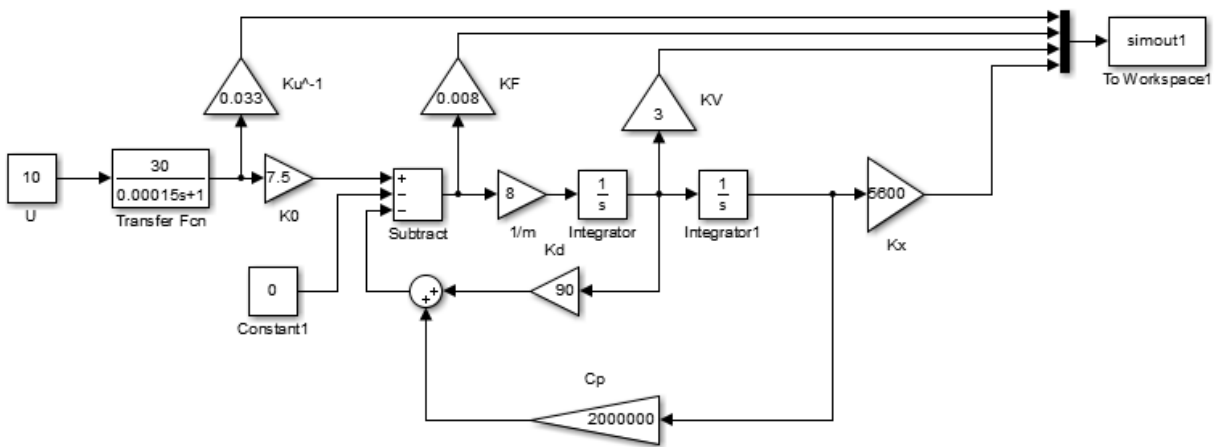 simout1
To Workspace1
Ku^-1
0.033
KF
0.008
KV
3
10
U
30
0.00015s+1
Transfer Fcn
7.5
K0
+
−
−
Subtract
8
1/m
1
s
Integrator
1
s
Integrator1
5600
Kx
Kd
90
+
+
0
Constant1
Cp
2000000